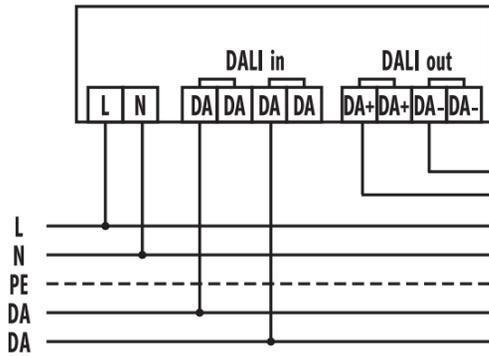 DALI in DALI out
L N DA DA DA DA DA+ DA+ DA- DA-
L
N
PE
DA
DA